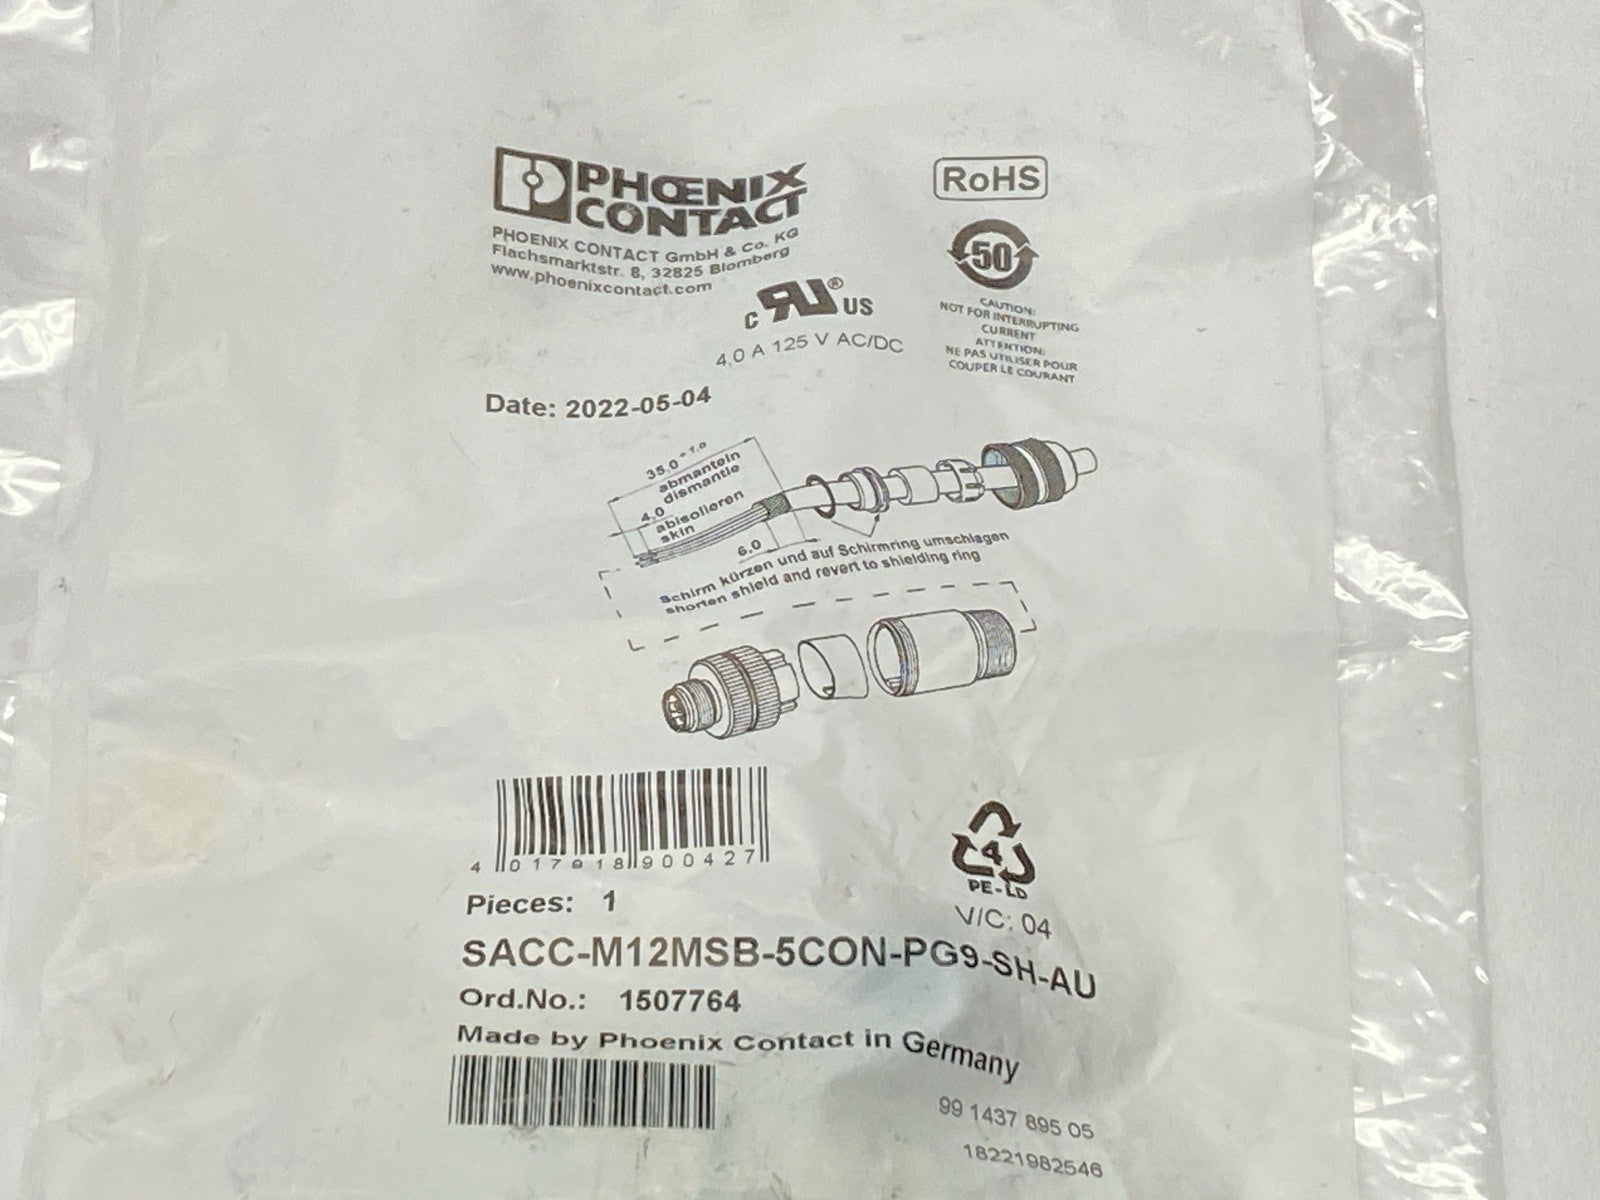 PHŒNIX
CONTACT
PHOENIX CONTACT GmbH & Co. KG
Flachsmarktstr. 8, 32825 Blomberg
www.phoenixcontact.com
RoHS
50
CAUTION:
NOT FOR INTERRUPTING
CURRENT
ATTENTION:
NE PAS UTILISER POUR
COUPER LE COURANT
c RU ® US
4,0 A 125 V AC/DC
Date: 2022-05-04
35,0 + 1,0
abmanteln
dismantle
4,0
abisolieren
skin
6,0
Schirm kürzen und auf Schirmring umschlagen
shorten shield and revert to shielding ring
4 017918 900427
Pieces: 1
4
PE-LD
V/C: 04
SACC-M12MSB-5CON-PG9-SH-AU
Ord.No.: 1507764
Made by Phoenix Contact in Germany
99 1437 895 05
18221982546